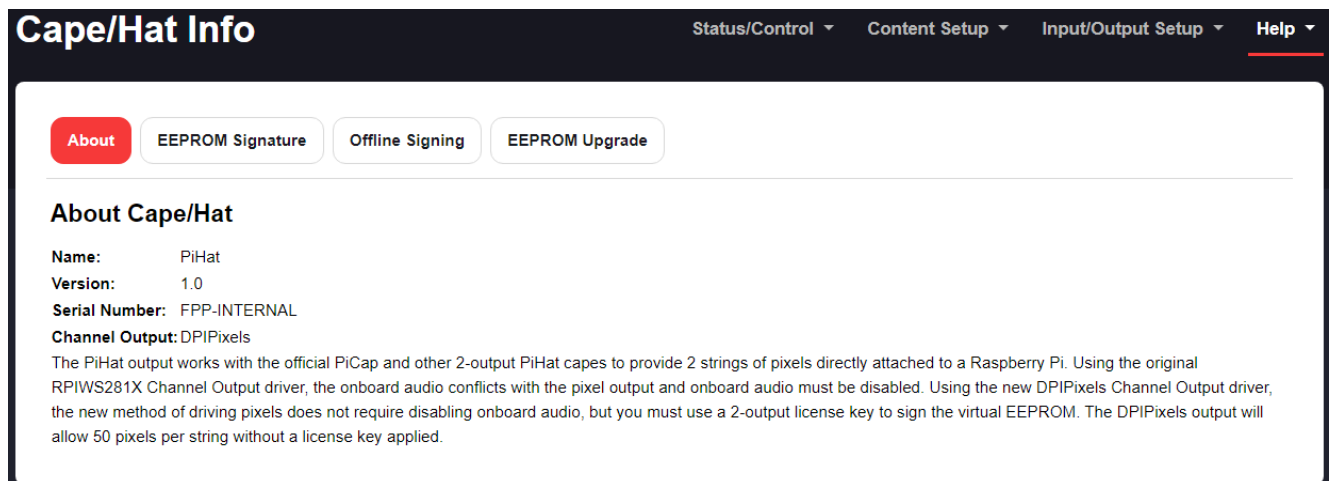 Cape/Hat Info
Status/Control
Content Setup
Input/Output Setup
Help
About
EEPROM Signature
Offline Signing
EEPROM Upgrade
About Cape/Hat
Name: PiHat
Version: 1.0
Serial Number: FPP-INTERNAL
Channel Output: DPIPixels
The PiHat output works with the official PiCap and other 2-output PiHat capes to provide 2 strings of pixels directly attached to a Raspberry Pi. Using the original
RPIWS281X Channel Output driver, the onboard audio conflicts with the pixel output and onboard audio must be disabled. Using the new DPIPixels Channel Output driver,
the new method of driving pixels does not require disabling onboard audio, but you must use a 2-output license key to sign the virtual EEPROM. The DPIPixels output will
allow 50 pixels per string without a license key applied.